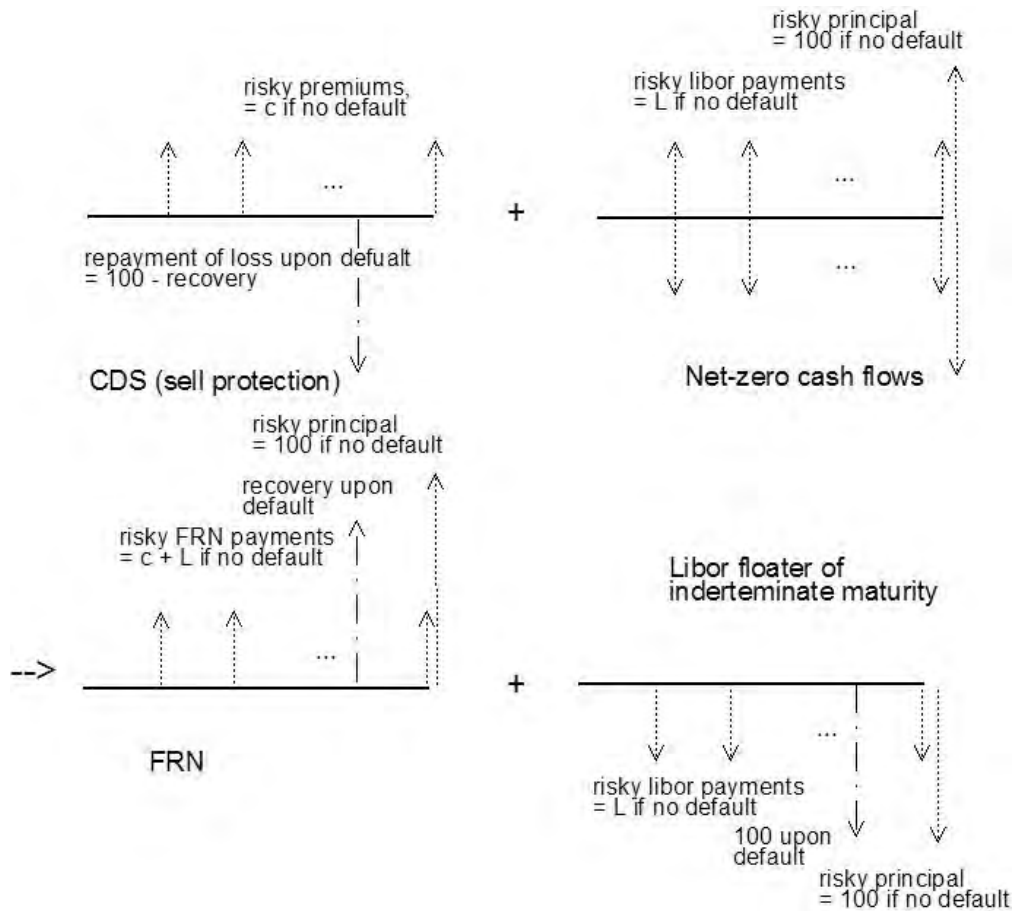 risky premiums,
= c if no default
...
repayment of loss upon defualt
= 100 - recovery
CDS (sell protection)
+
risky principal
= 100 if no default
risky libor payments
= L if no default
...
...
Net-zero cash flows
risky principal
= 100 if no default
recovery upon
default
risky FRN payments
= c + L if no default
...
-->
FRN
+
Libor floater of
inderteminate maturity
...
risky libor payments
= L if no default
100 upon
default
risky principal
= 100 if no default